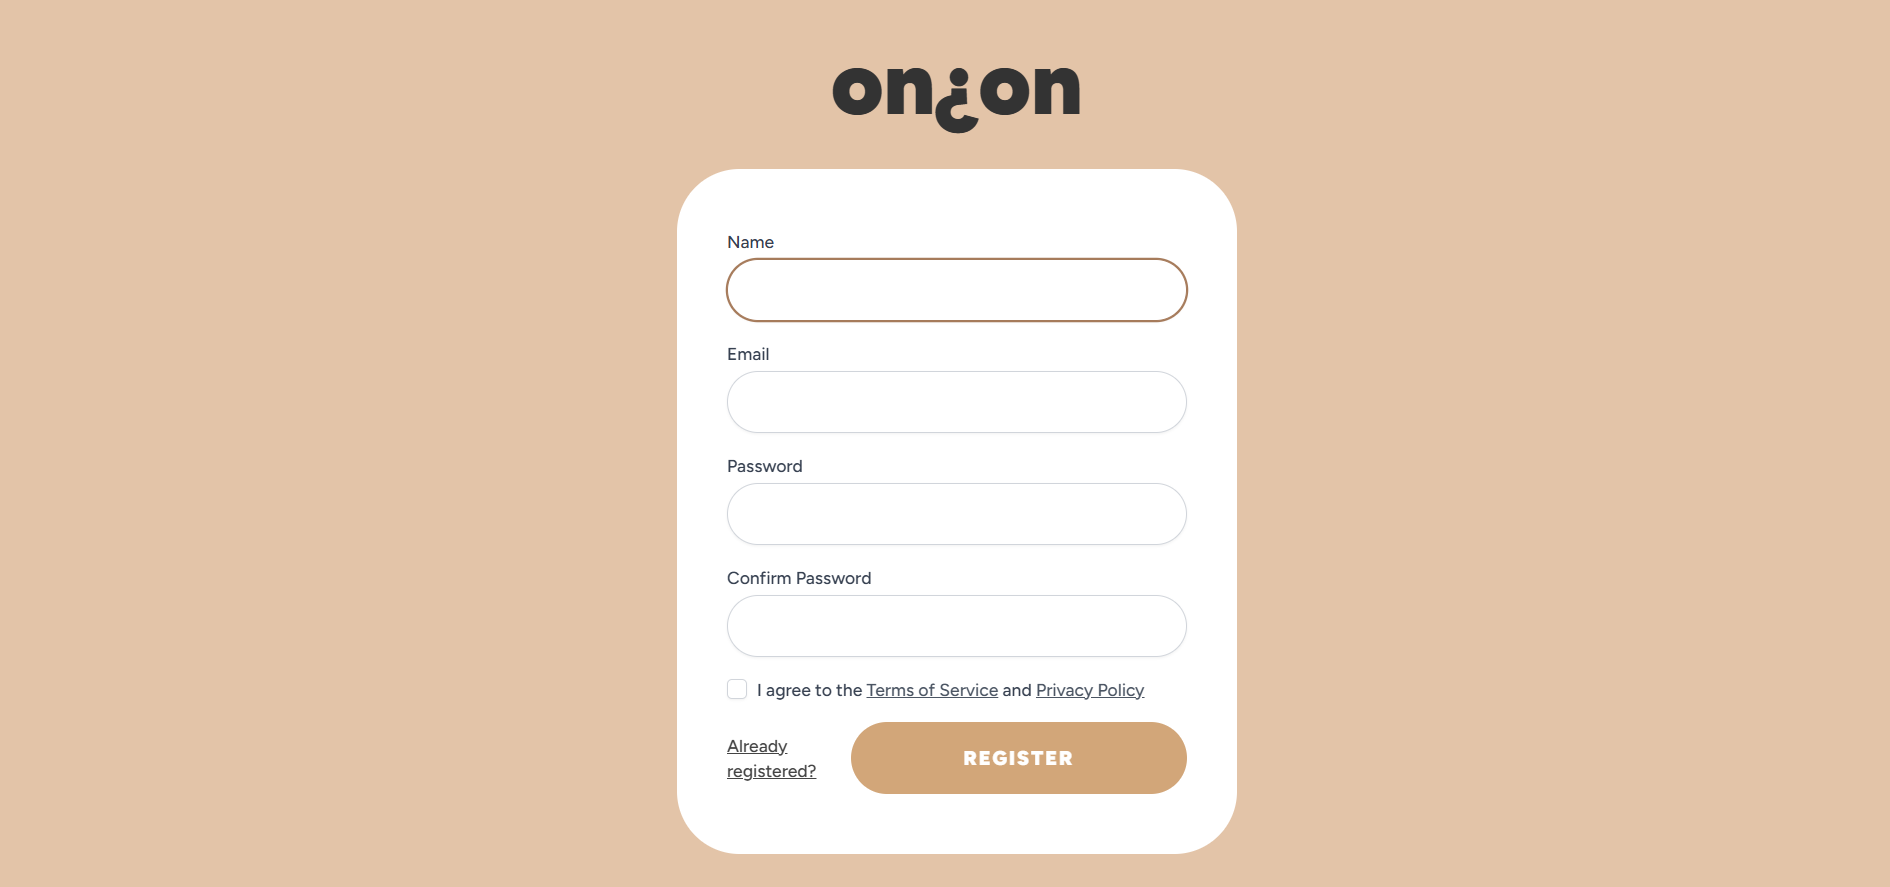 on¿on
Name
Email
Password
Confirm Password
I agree to the Terms of Service and Privacy Policy
Already
registered?
REGISTER